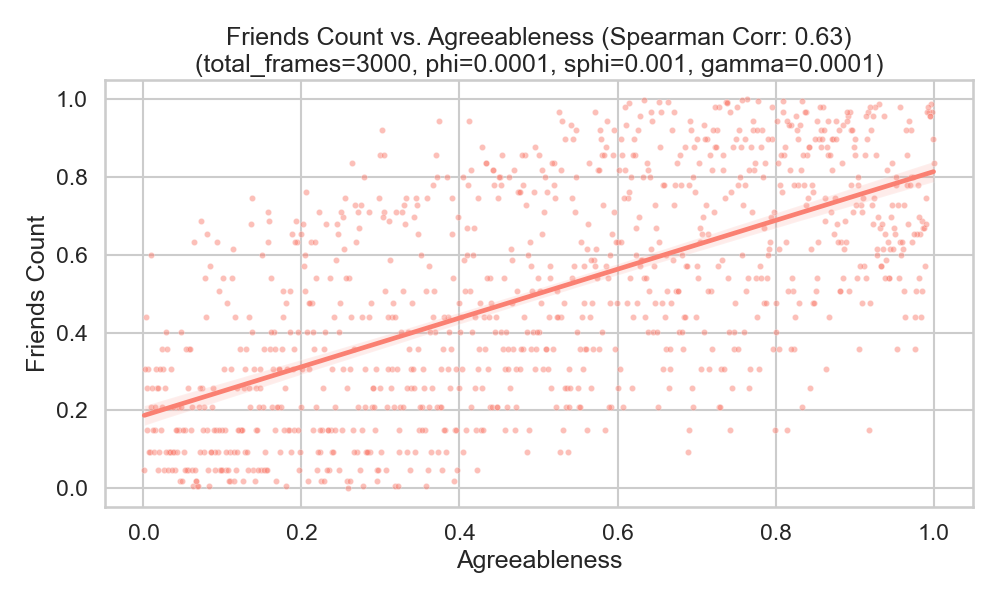 Friends Count vs. Agreeableness (Spearman Corr: 0.63)
(total_frames=3000, phi=0.0001, sphi=0.001, gamma=0.0001)
1.0
0.8
0.6
0.4
0.2
0.0
Friends Count
0.0 0.2 0.4 0.6 0.8 1.0
Agreeableness